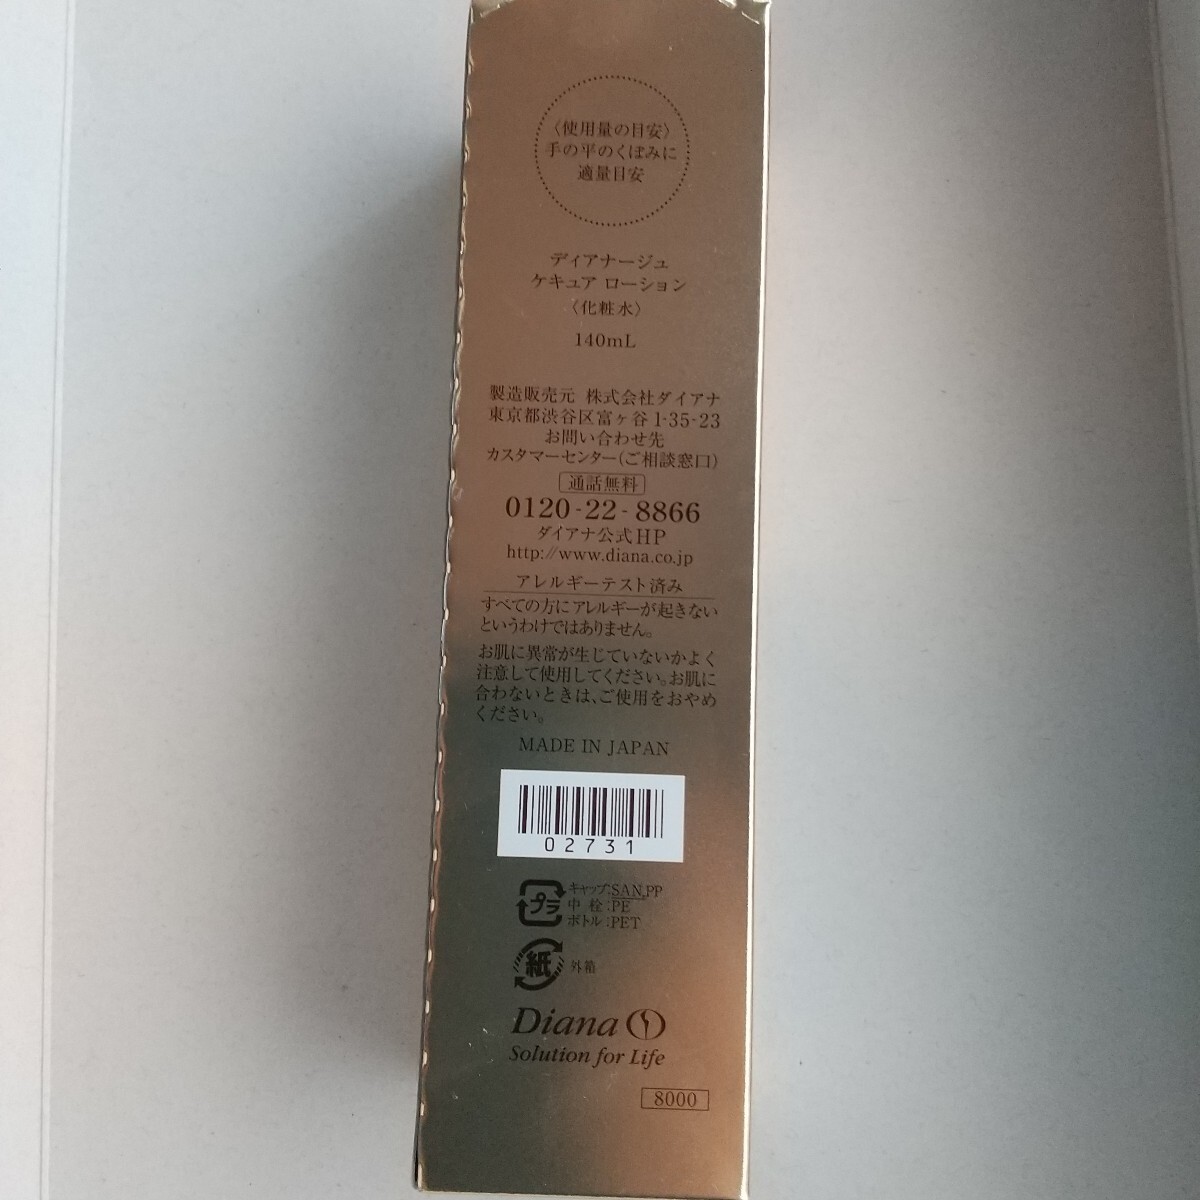 〈使用量の目安〉
手の平のくぼみに
適量目安
ディアナージュ
ケキュア ローション
〈化粧水〉
140mL
製造販売元 株式会社ダイアナ
東京都渋谷区富ヶ谷1-35-23
お問い合わせ先
カスタマーセンター(ご相談窓口)
通話無料
0120-22-8866
ダイアナ公式HP
http://www.diana.co.jp
アレルギーテスト済み
すべての方にアレルギーが起きない
というわけではありません。
お肌に異常が生じていないかよく
注意して使用してください。お肌に
合わないときは、ご使用をおやめ
ください。
MADE IN JAPAN
02731
プラ
キャップ:SAN,PP
中栓:PE
ボトル:PET
紙
外箱
Diana
Solution for Life
8000